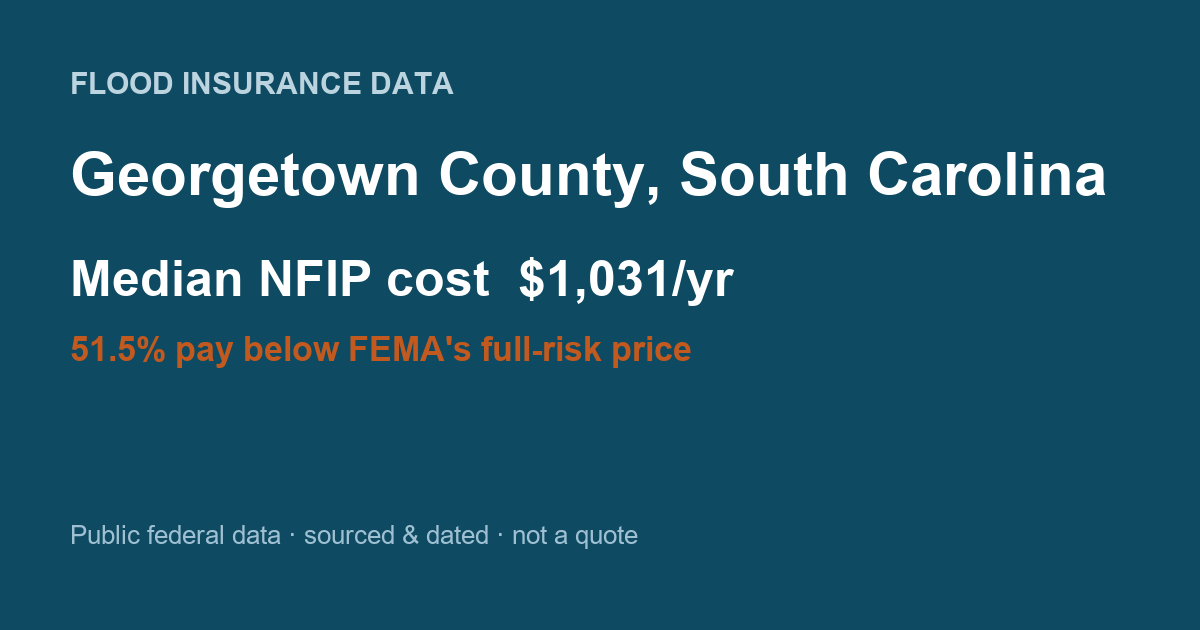 FLOOD INSURANCE DATA
Georgetown County, South Carolina
Median NFIP cost $1,031/yr
51.5% pay below FEMA's full-risk price
Public federal data · sourced & dated · not a quote